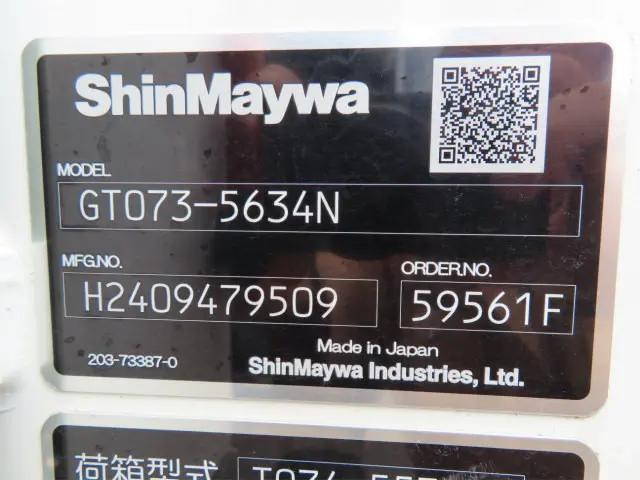 ShinMaywa
MODEL
GT073-5634N
MFG.NO.
ORDER.NO.
H2409479509
59561F
Made in Japan
203-73387-0
ShinMaywa Industries, Ltd.
荷箱型式